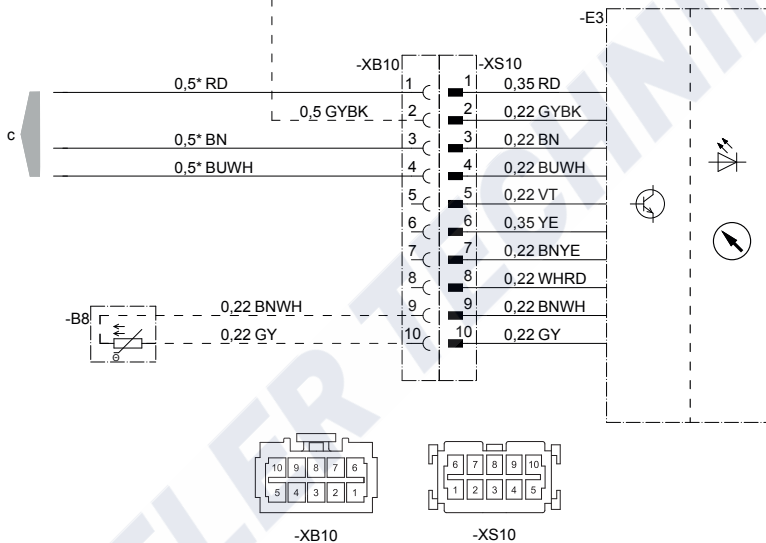 -E3
-XB10 -XS10
0,5* RD 1 1 0,35 RD
0,5 GYBK 2 2 0,22 GYBK
c 0,5* BN 3 3 0,22 BN
0,5* BUWH 4 4 0,22 BUWH
5 5 0,22 VT
6 6 0,35 YE
7 7 0,22 BNYE
8 8 0,22 WHRD
-B8 0,22 BNWH 9 9 0,22 BNWH
0,22 GY 10 10 0,22 GY
Θ
10 9 8 7 6 6 7 8 9 10
5 4 3 2 1 1 2 3 4 5
-XB10 -XS10